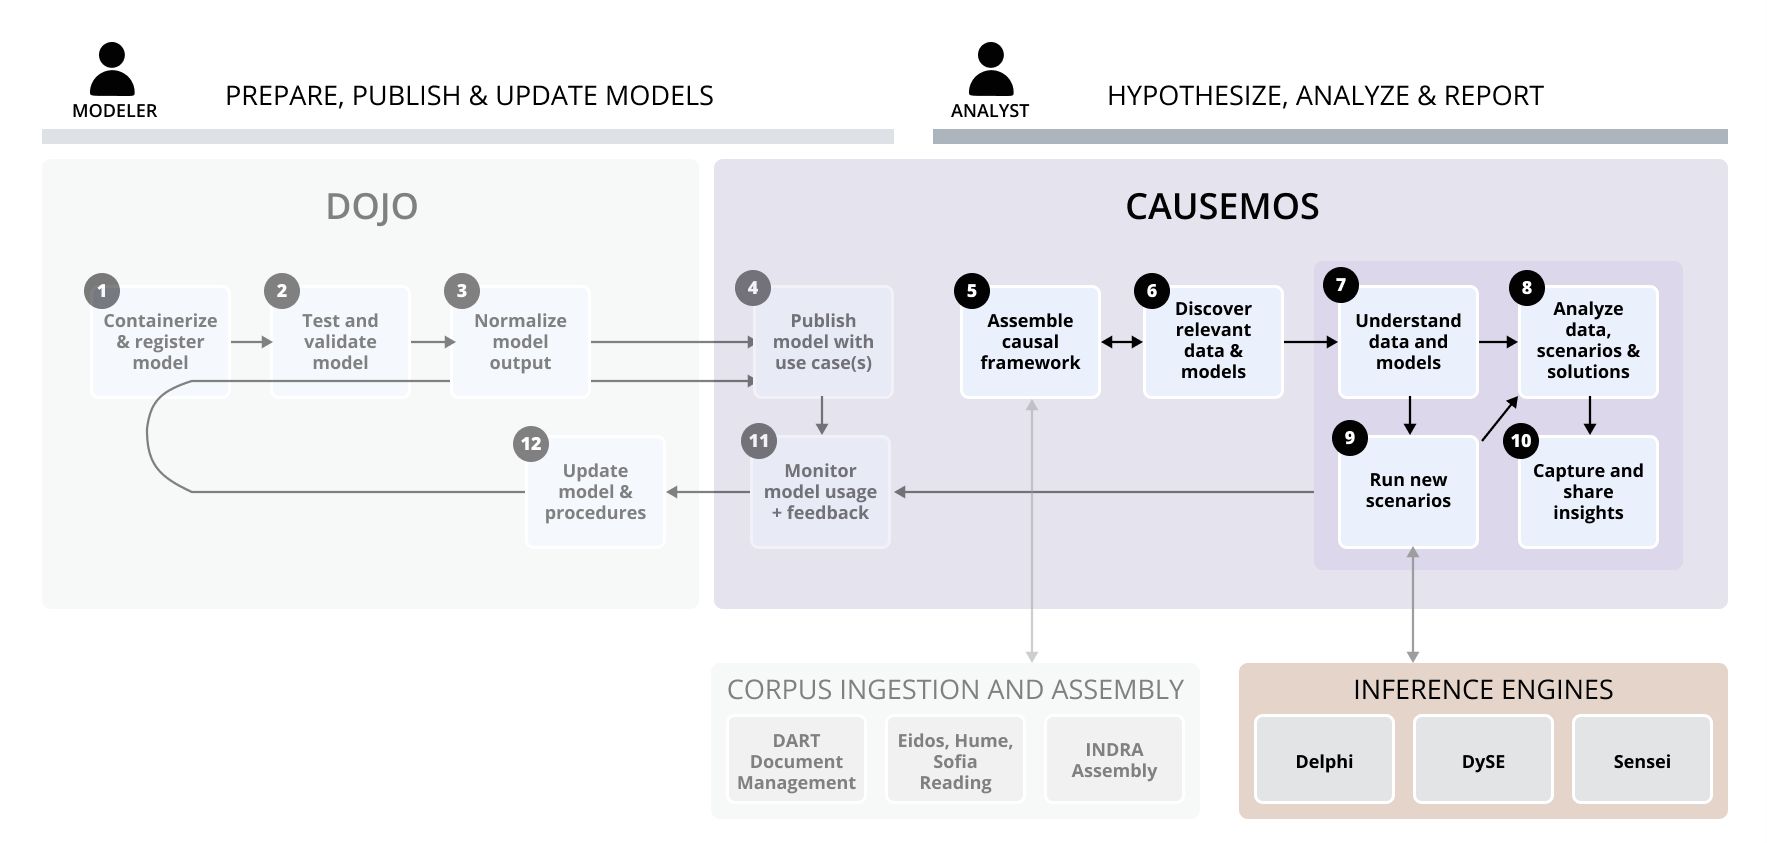 MODELER
PREPARE, PUBLISH & UPDATE MODELS
ANALYST
HYPOTHESIZE, ANALYZE & REPORT
DOJO
1
Containerize
& register
model
2
Test and
validate
model
3
Normalize
model
output
12
Update
model &
procedures
CAUSEMOS
4
Publish
model with
use case(s)
5
Assemble
causal
framework
6
Discover
relevant
data &
models
7
Understand
data and
models
8
Analyze
data,
scenarios &
solutions
11
Monitor
model usage
+ feedback
9
Run new
scenarios
10
Capture and
share
insights
CORPUS INGESTION AND ASSEMBLY
DART
Document
Management
Eidos, Hume,
Sofia
Reading
INDRA
Assembly
INFERENCE ENGINES
Delphi
DySE
Sensei